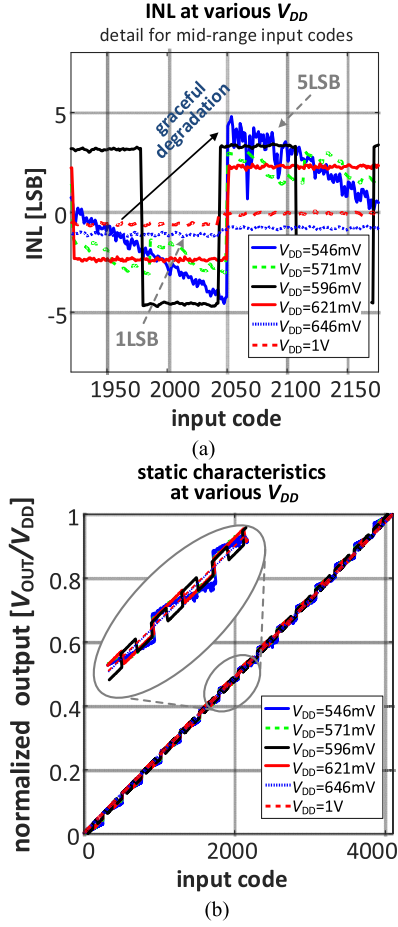 INL at various VDD
detail for mid-range input codes
INL [LSB]
5
0
-5
graceful
degradation
5LSB
1LSB
VDD=546mV
VDD=571mV
VDD=596mV
VDD=621mV
VDD=646mV
VDD=1V
1950 2000 2050 2100 2150
input code
(a)
static characteristics
at various VDD
normalized output [VOUT/VDD]
1
0.8
0.6
0.4
0.2
0
VDD=546mV
VDD=571mV
VDD=596mV
VDD=621mV
VDD=646mV
VDD=1V
0 2000 4000
input code
(b)